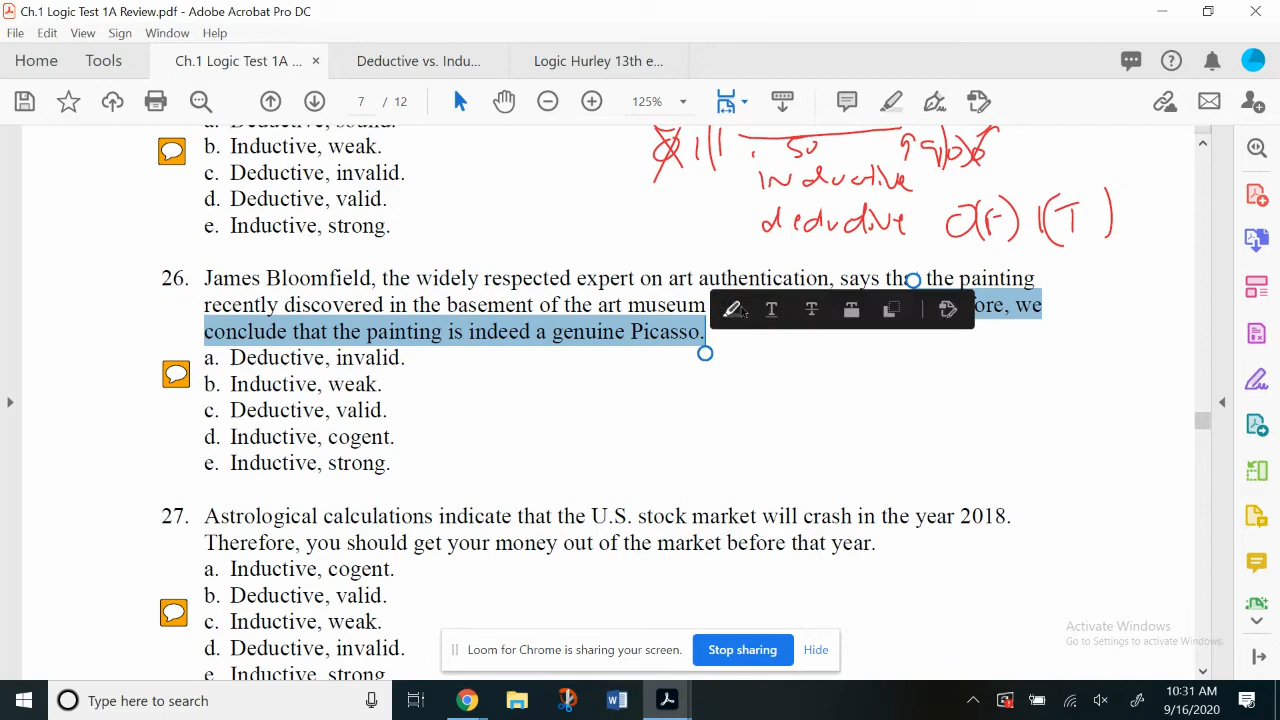 Ch.1 Logic Test 1A Review.pdf - Adobe Acrobat Pro DC
File Edit View Sign Window Help
Home Tools Ch.1 Logic Test 1A ... × Deductive vs. Indu... Logic Hurley 13th e...
7 / 12 125%
a. Deductive, sound.
b. Inductive, weak.
c. Deductive, invalid.
d. Deductive, valid.
e. Inductive, strong.
50
inductive
deductive (F) (T )
26. James Bloomfield, the widely respected expert on art authentication, says the painting
recently discovered in the basement of the art museum ore, we
conclude that the painting is indeed a genuine Picasso.
a. Deductive, invalid.
b. Inductive, weak.
c. Deductive, valid.
d. Inductive, cogent.
e. Inductive, strong.
27. Astrological calculations indicate that the U.S. stock market will crash in the year 2018.
Therefore, you should get your money out of the market before that year.
a. Inductive, cogent.
b. Deductive, valid.
c. Inductive, weak.
d. Deductive, invalid.
e. Inductive, strong.
Loom for Chrome is sharing your screen. Stop sharing Hide
Activate Windows
Go to Settings to activate Windows.
Type here to search
10:31 AM
9/16/2020